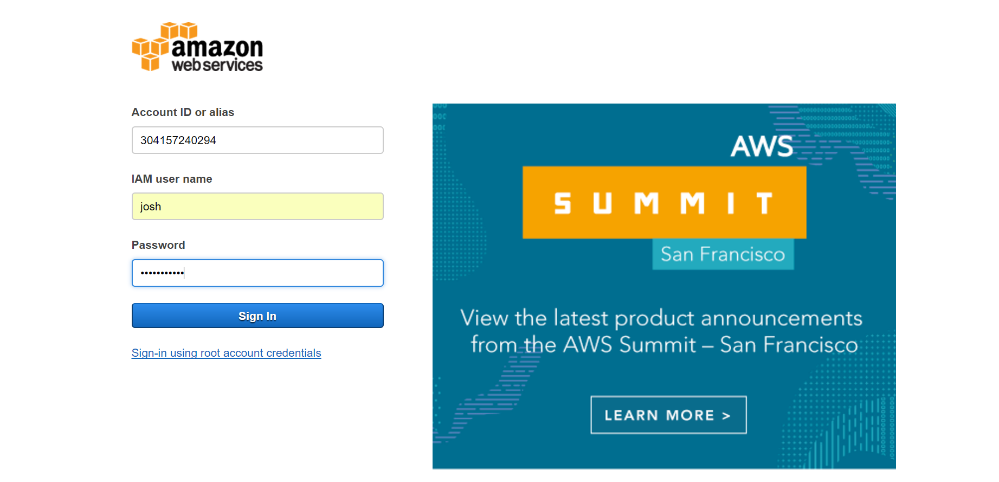 amazon
web services
Account ID or alias
304157240294
IAM user name
josh
Password
•••••••••••
Sign In
Sign-in using root account credentials
AWS
SUMMIT
San Francisco
View the latest product announcements
from the AWS Summit – San Francisco
LEARN MORE >